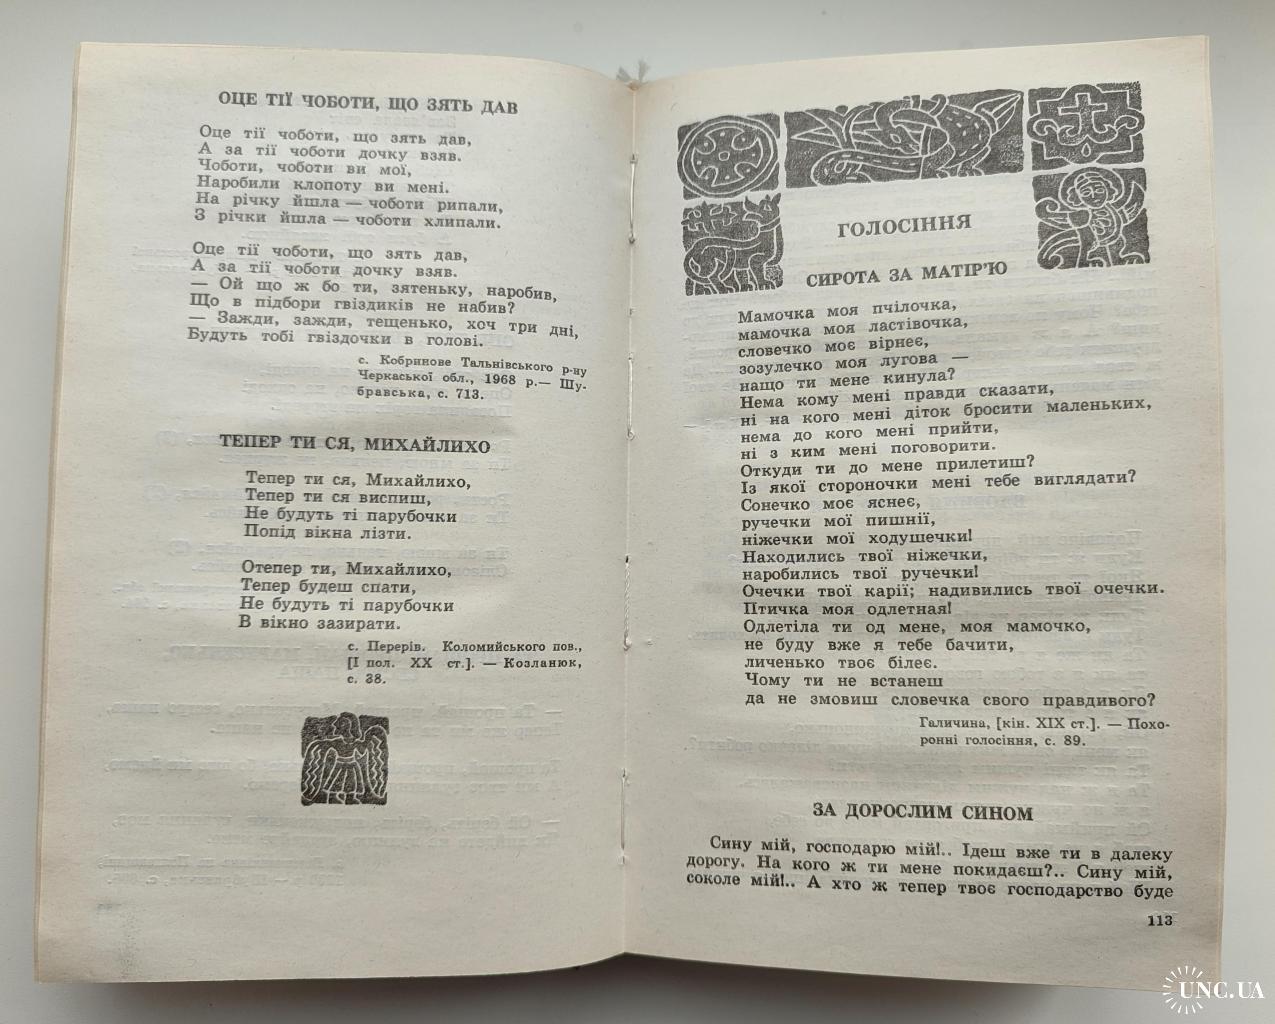 ОЦЕ ТІЇ ЧОБОТИ, ЩО ЗЯТЬ ДАВ
Оце тії чоботи, що зять дав,
А за тії чоботи дочку взяв.
Чоботи, чоботи ви мої,
Наробили клопоту ви мені.
На річку йшла — чоботи рипали,
З річки йшла — чоботи хлипали.
Оце тії чоботи, що зять дав,
А за тії чоботи дочку взяв.
— Ой що ж бо ти, зятеньку, наробив,
Що в підбори гвіздиків не набив?
— Зажди, зажди, тещенько, хоч три дні,
Будуть тобі гвіздочки в голові.
с. Кобринове Тальнівського р-ну
Черкаської обл., 1968 р.— Шу-
бравська, с. 713.
ТЕПЕР ТИ СЯ, МИХАЙЛИХО
Тепер ти ся, Михайлихо,
Тепер ти ся виспиш,
Не будуть ті парубочки
Попід вікна лізти.
Отепер ти, Михайлихо,
Тепер будеш спати,
Не будуть ті парубочки
В вікно зазирати.
с. Перерів. Коломийського пов.,
[І пол. XX ст.]. — Козланюк,
с. 38.
ГОЛОСІННЯ
СИРОТА ЗА МАТІР'Ю
Мамочка моя пчілочка,
мамочка моя ластівочка,
словечко моє вірнеє,
зозулечко моя лугова —
нащо ти мене кинула?
Нема кому мені правди сказати,
ні на кого мені діток бросити маленьких,
нема до кого мені прийти,
ні з ким мені поговорити.
Откуди ти до мене прилетиш?
Із якої стороночки мені тебе виглядати?
Сонечко моє яснеє,
ручечки мої пишнії,
ніжечки мої ходушечки!
Находились твої ніжечки,
наробились твої ручечки!
Очечки твої карії; надивились твої очечки.
Птичка моя одлетная!
Одлетіла ти од мене, моя мамочко,
не буду вже я тебе бачити,
личенько твоє білеє.
Чому ти не встанеш
да не змовиш словечка свого правдивого?
Галичина, [кін. XIX ст.]. — Похо-
ронні голосіння, с. 89.
ЗА ДОРОСЛИМ СИНОМ
Сину мій, господарю мій!.. Ідеш вже ти в далеку
дорогу. На кого ж ти мене покидаєш?.. Сину мій,
соколе мій!.. А хто ж тепер твоє господарство буде
113
UNC.UA